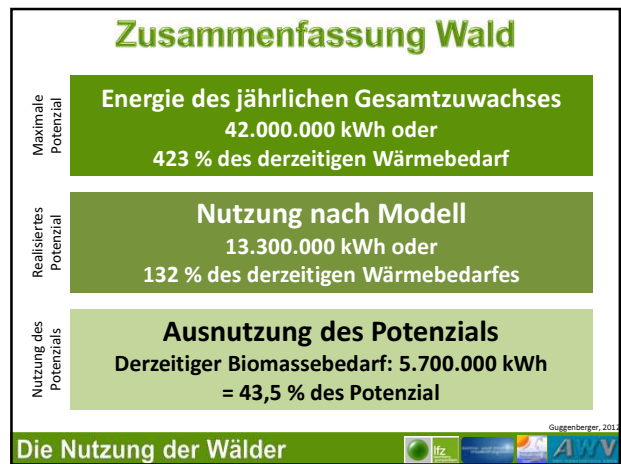 Zusammenfassung Wald
Maximale
Potenzial
Energie des jährlichen Gesamtzuwachses
42.000.000 kWh oder
423 % des derzeitigen Wärmebedarf
Realisiertes
Potenzial
Nutzung nach Modell
13.300.000 kWh oder
132 % des derzeitigen Wärmebedarfes
Nutzung des
Potenzials
Ausnutzung des Potenzials
Derzeitiger Biomassebedarf: 5.700.000 kWh
= 43,5 % des Potenzial
Guggenberger, 2012
Die Nutzung der Wälder
lfz
AWV